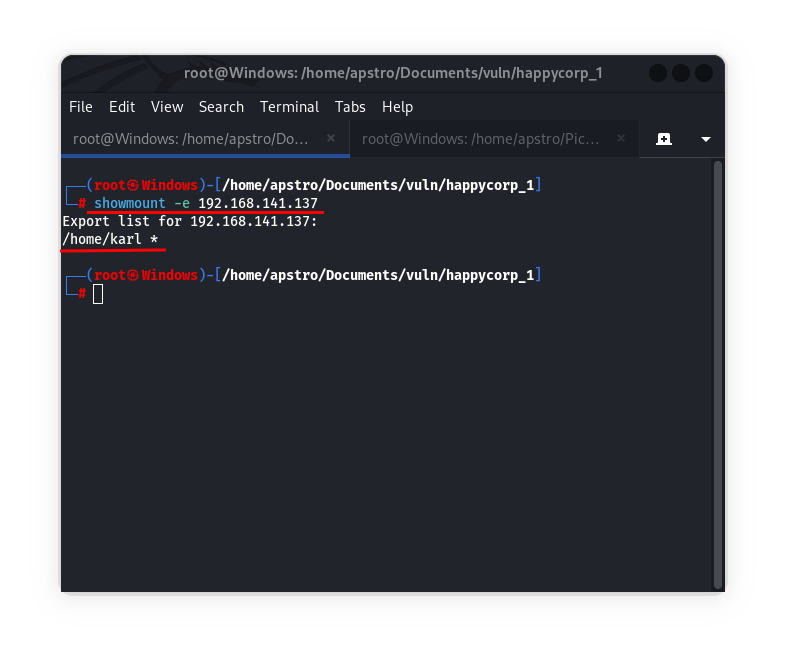 root@Windows: /home/apstro/Documents/vuln/happycorp_1
File Edit View Search Terminal Tabs Help
root@Windows: /home/apstro/Do… × root@Windows: /home/apstro/Pic… ×
┌──(root㉿Windows)-[/home/apstro/Documents/vuln/happycorp_1]
└─# showmount -e 192.168.141.137
Export list for 192.168.141.137:
/home/karl *
┌──(root㉿Windows)-[/home/apstro/Documents/vuln/happycorp_1]
└─#